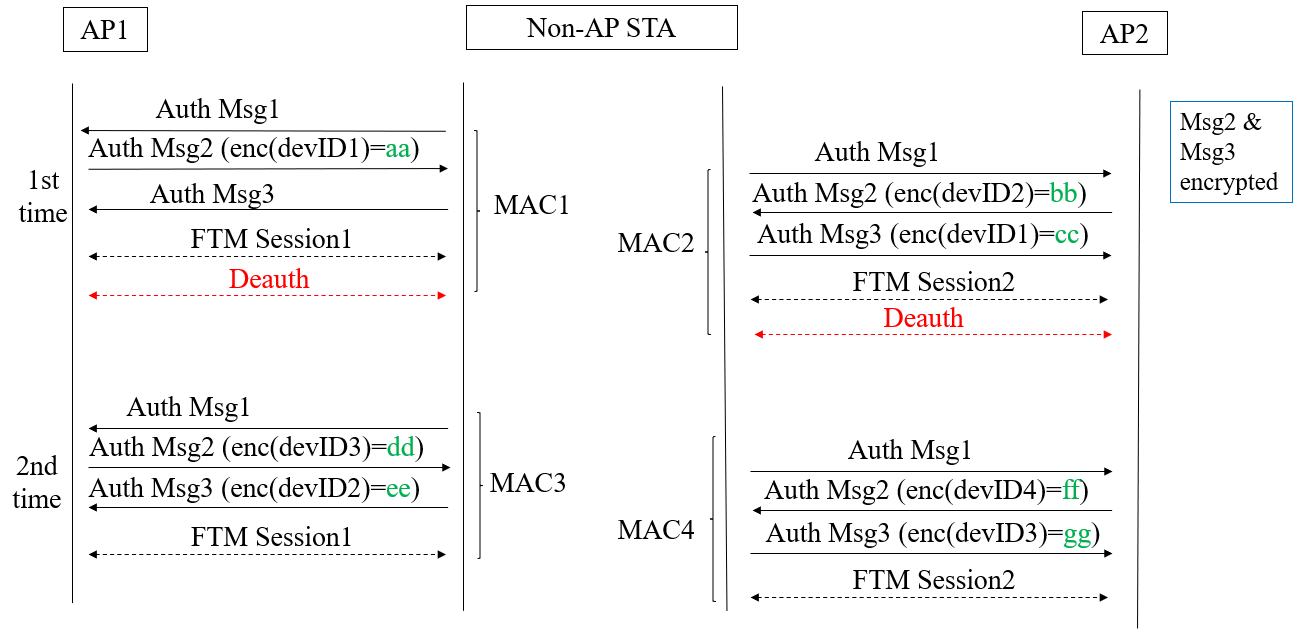 AP1
Non-AP STA
AP2
Msg2 &
Msg3
encrypted
1st
time
Auth Msg1
Auth Msg2 (enc(devID1)=aa)
Auth Msg3
FTM Session1
Deauth
MAC1
MAC2
Auth Msg1
Auth Msg2 (enc(devID2)=bb)
Auth Msg3 (enc(devID1)=cc)
FTM Session2
Deauth
2nd
time
Auth Msg1
Auth Msg2 (enc(devID3)=dd)
Auth Msg3 (enc(devID2)=ee)
FTM Session1
MAC3
MAC4
Auth Msg1
Auth Msg2 (enc(devID4)=ff)
Auth Msg3 (enc(devID3)=gg)
FTM Session2